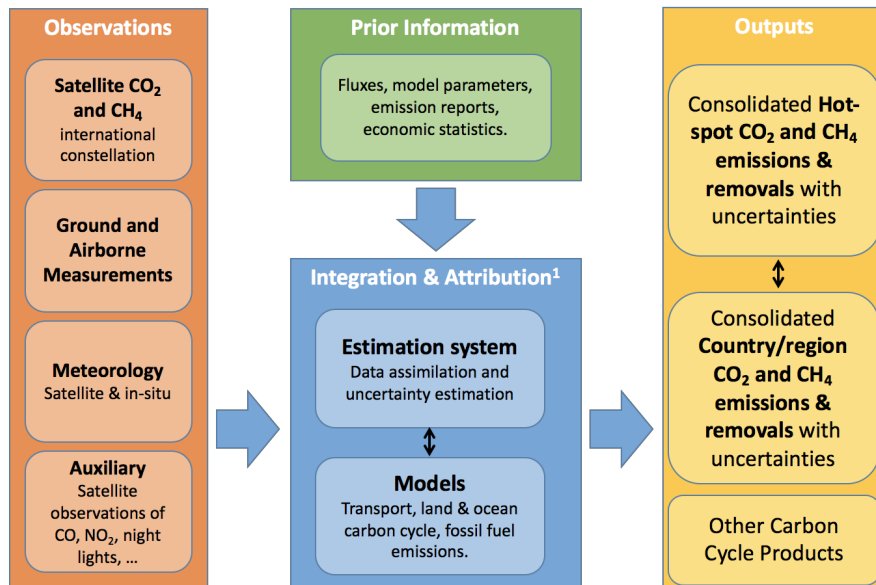 Observations
Satellite CO₂
and CH₄
international
constellation
Ground and
Airborne
Measurements
Meteorology
Satellite & in-situ
Auxiliary
Satellite
observations of
CO, NO₂, night
lights, …
Prior Information
Fluxes, model parameters,
emission reports,
economic statistics.
Integration & Attribution¹
Estimation system
Data assimilation and
uncertainty estimation
Models
Transport, land & ocean
carbon cycle, fossil fuel
emissions.
Outputs
Consolidated Hot-
spot CO₂ and CH₄
emissions &
removals with
uncertainties
Consolidated
Country/region
CO₂ and CH₄
emissions &
removals with
uncertainties
Other Carbon
Cycle Products